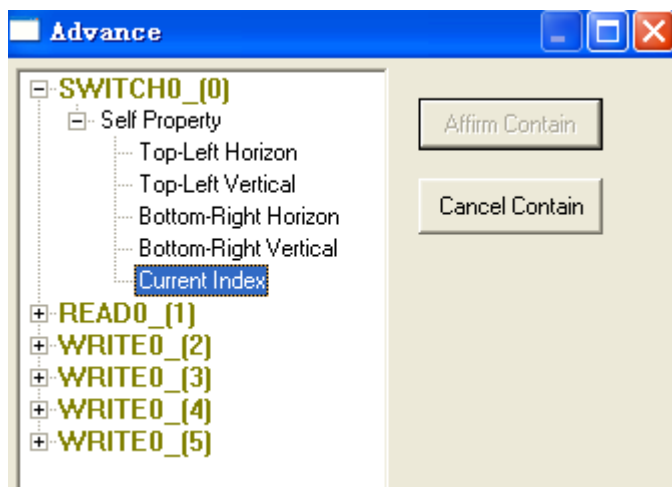 Advance
SWITCH0_(0)
Self Property
Top-Left Horizon
Top-Left Vertical
Bottom-Right Horizon
Bottom-Right Vertical
Current Index
READ0_(1)
WRITE0_(2)
WRITE0_(3)
WRITE0_(4)
WRITE0_(5)
Affirm Contain
Cancel Contain